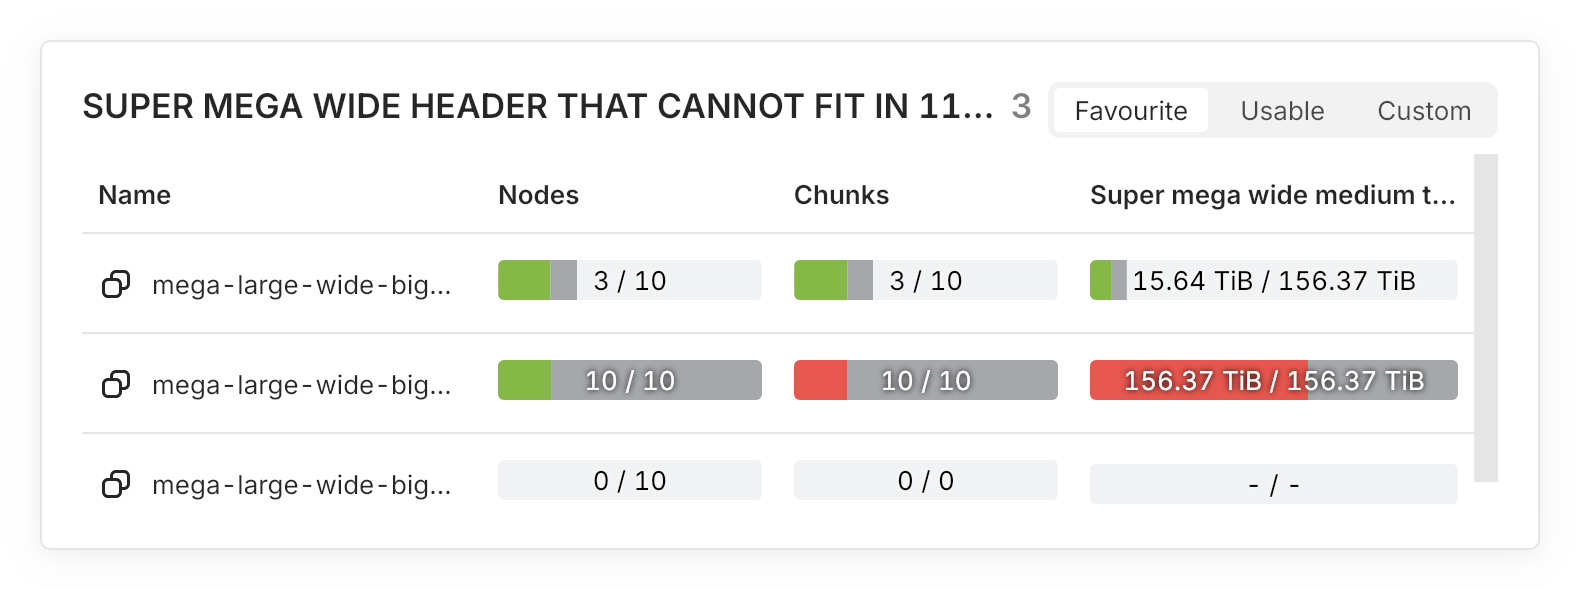 SUPER MEGA WIDE HEADER THAT CANNOT FIT IN 11... 3 Favourite Usable Custom
Name Nodes Chunks Super mega wide medium t...
mega-large-wide-big... 3 / 10 3 / 10 15.64 TiB / 156.37 TiB
mega-large-wide-big... 10 / 10 10 / 10 156.37 TiB / 156.37 TiB
mega-large-wide-big... 0 / 10 0 / 0 - / -